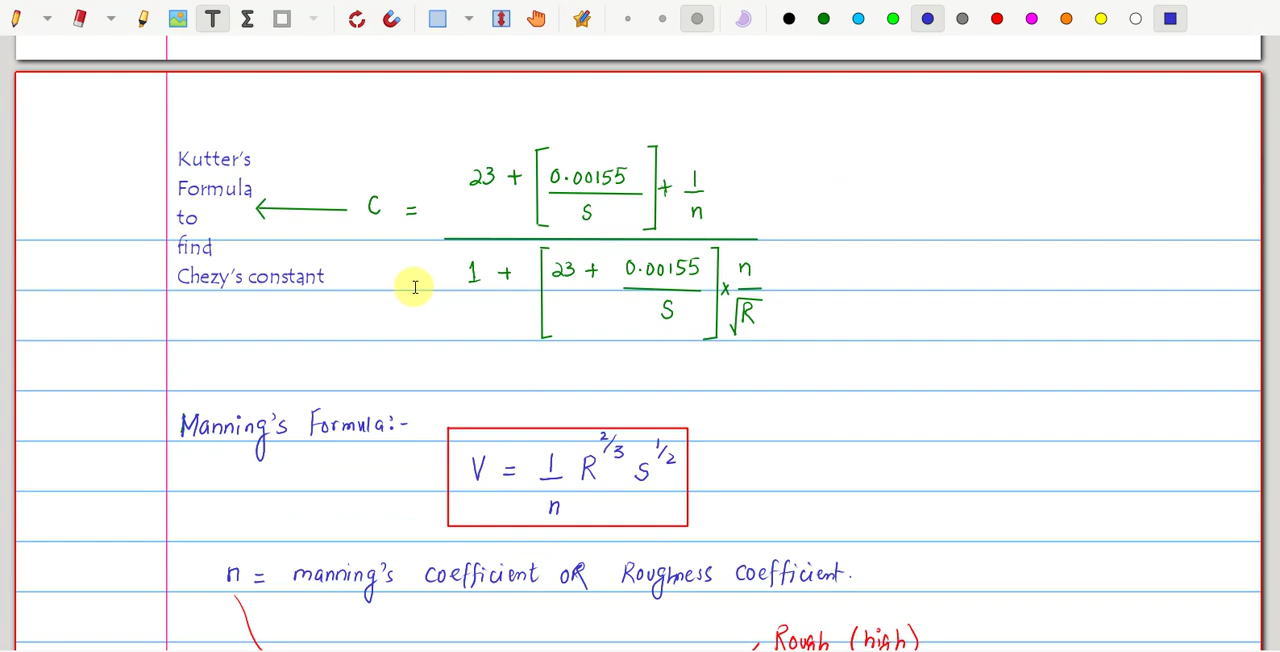 Kutter's
Formula
to
find
Chezy's constant
C = 23 + [0.00155 / S] + 1/n
1 + [23 + 0.00155 / S] × n/√R
Manning's Formula:-
V = 1/n R^2/3 S^1/2
n = manning's coefficient OR Roughness coefficient.
Rough (high)